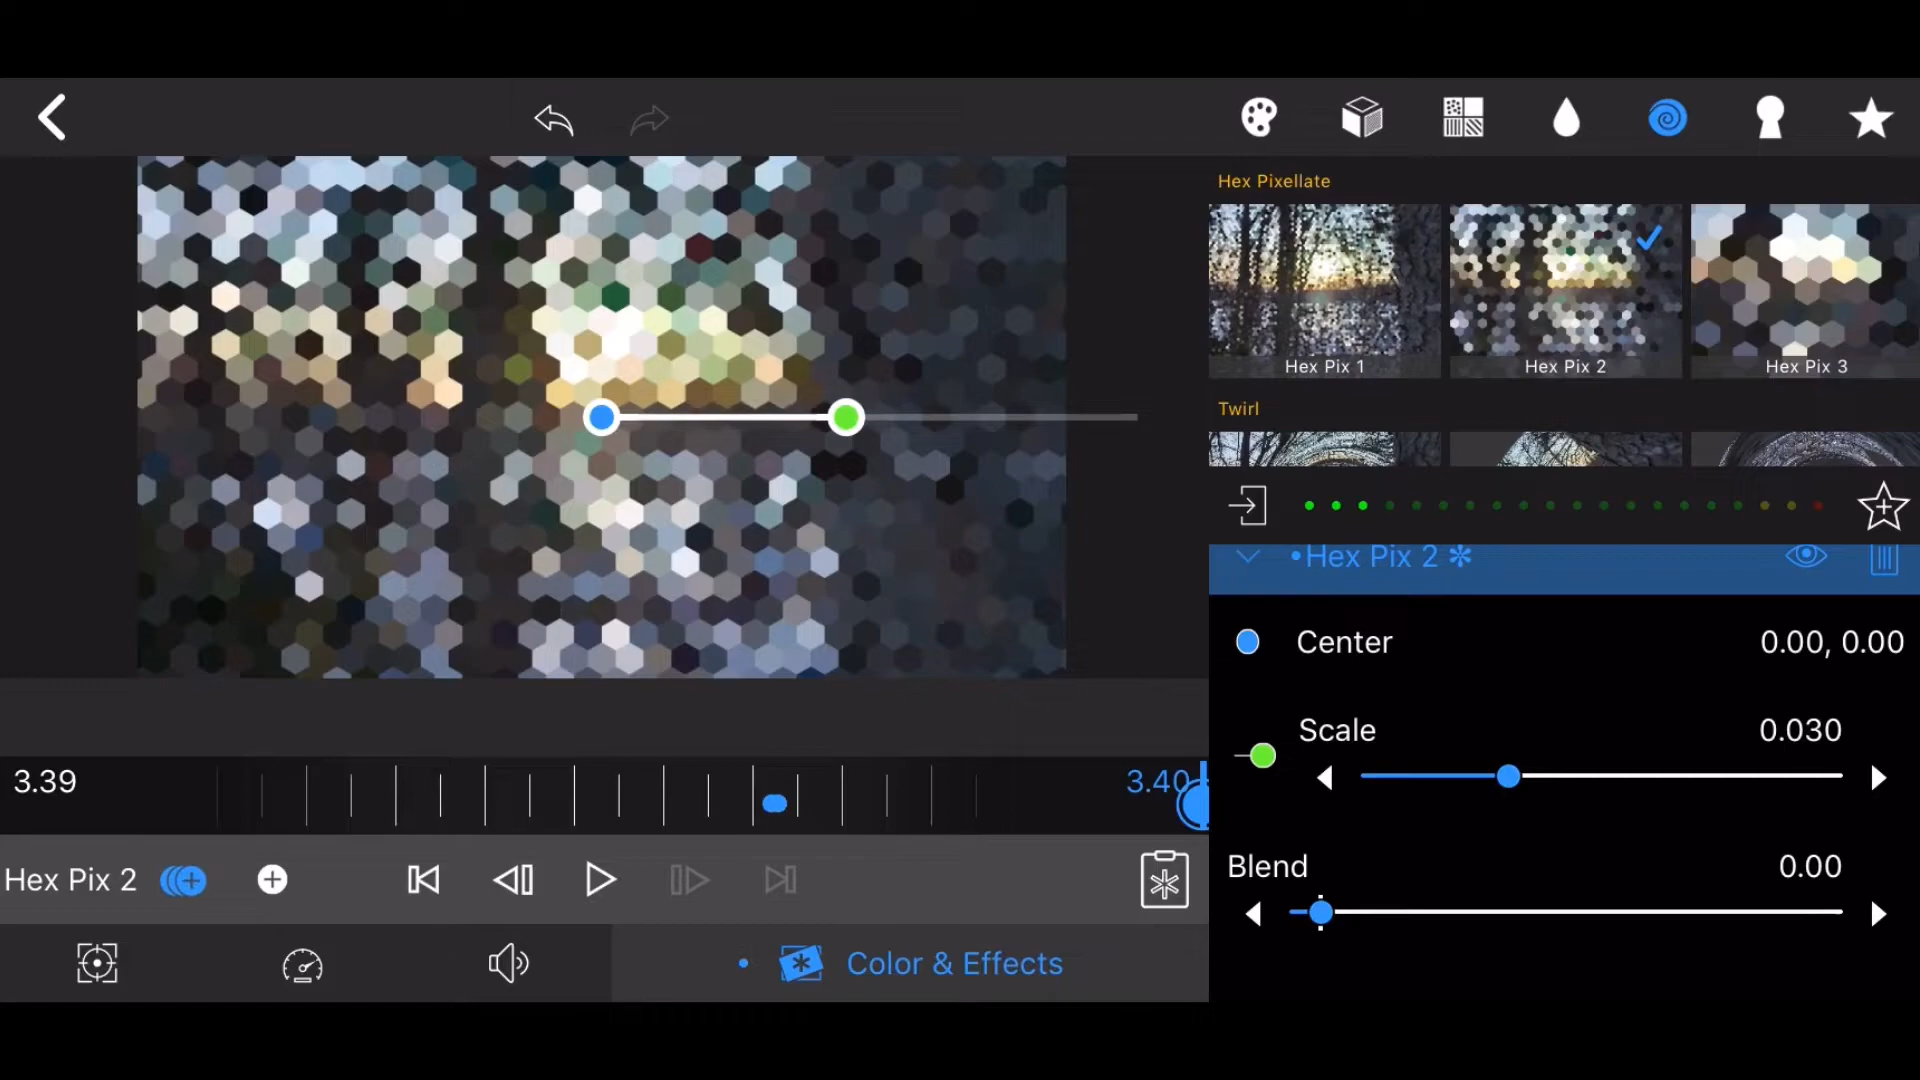 Hex Pixellate
Hex Pix 1
Hex Pix 2
Hex Pix 3
Twirl
•Hex Pix 2 ✻
Center
0.00, 0.00
Scale
0.030
Blend
0.00
3.39
3.40
Hex Pix 2
Color & Effects